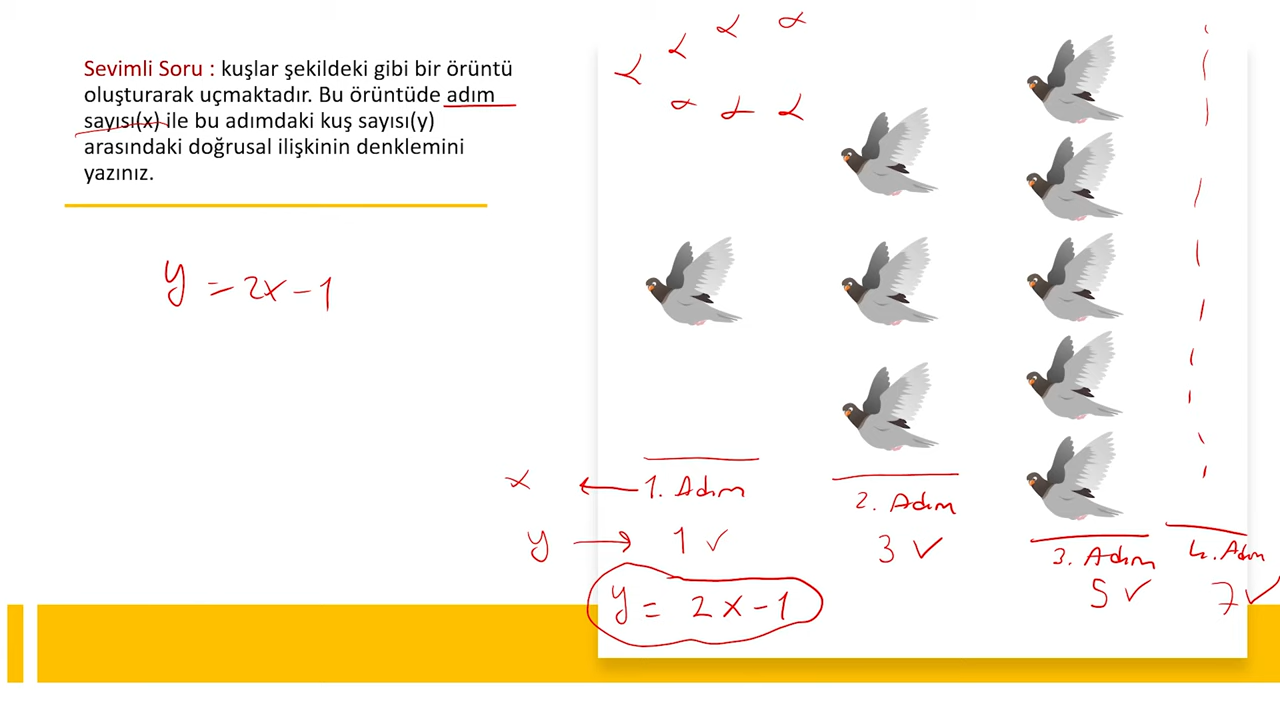 Sevimli Soru : kuşlar şekildeki gibi bir örüntü
oluşturarak uçmaktadır. Bu örüntüde adım
sayısı(x) ile bu adımdaki kuş sayısı(y)
arasındaki doğrusal ilişkinin denklemini
yazınız.
y = 2x - 1
x ← 1. Adım
2. Adım
3. Adım
4. Adım
y → 1 ✓
3 ✓
5 ✓
7 ✓
y = 2x - 1